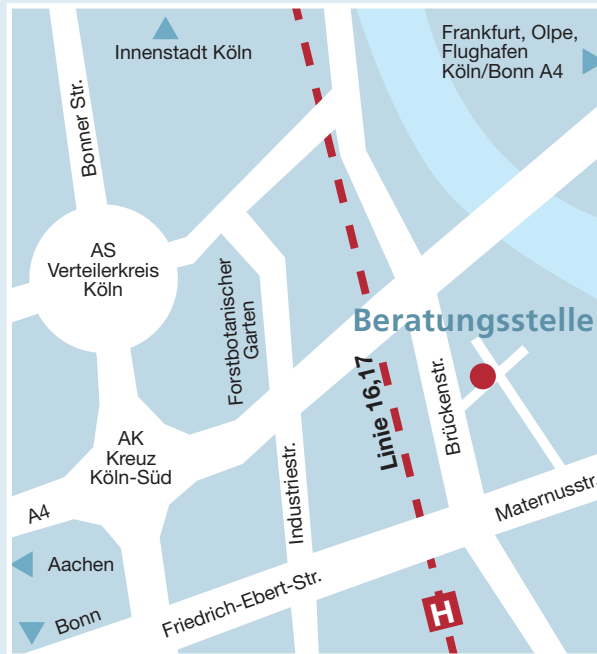 Innenstadt Köln
Frankfurt, Olpe,
Flughafen
Köln/Bonn A4
Bonner Str.
AS
Verteilerkreis
Köln
Forstbotanischer
Garten
Beratungsstelle
Linie 16,17
Brückenstr.
AK
Kreuz
Köln-Süd
Industriestr.
A4
Maternusstr.
Aachen
Friedrich-Ebert-Str.
Bonn
H